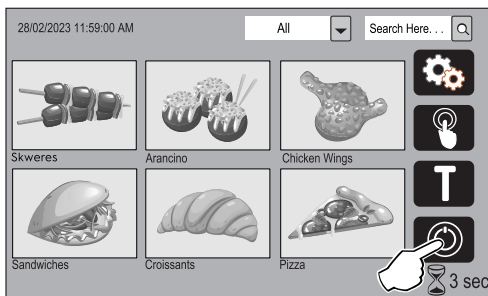 28/02/2023 11:59:00 AM
All
Search Here. . .
Skweres
Arancino
Chicken Wings
T
Sandwiches
Croissants
Pizza
3 sec